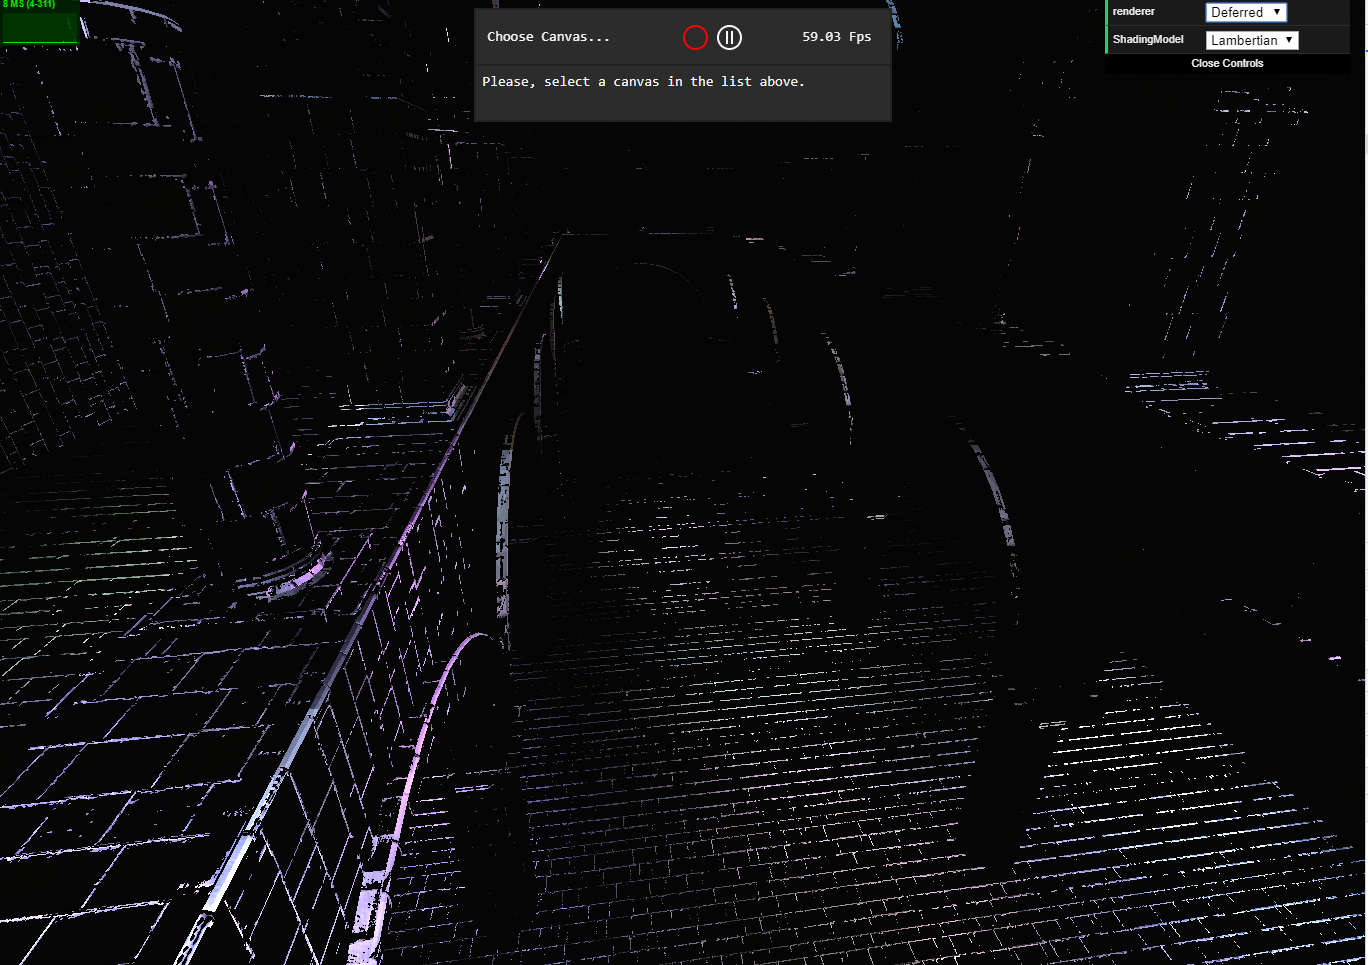 8 MS (4-311)
Choose Canvas...
59.03 Fps
Please, select a canvas in the list above.
renderer
Deferred
ShadingModel
Lambertian
Close Controls